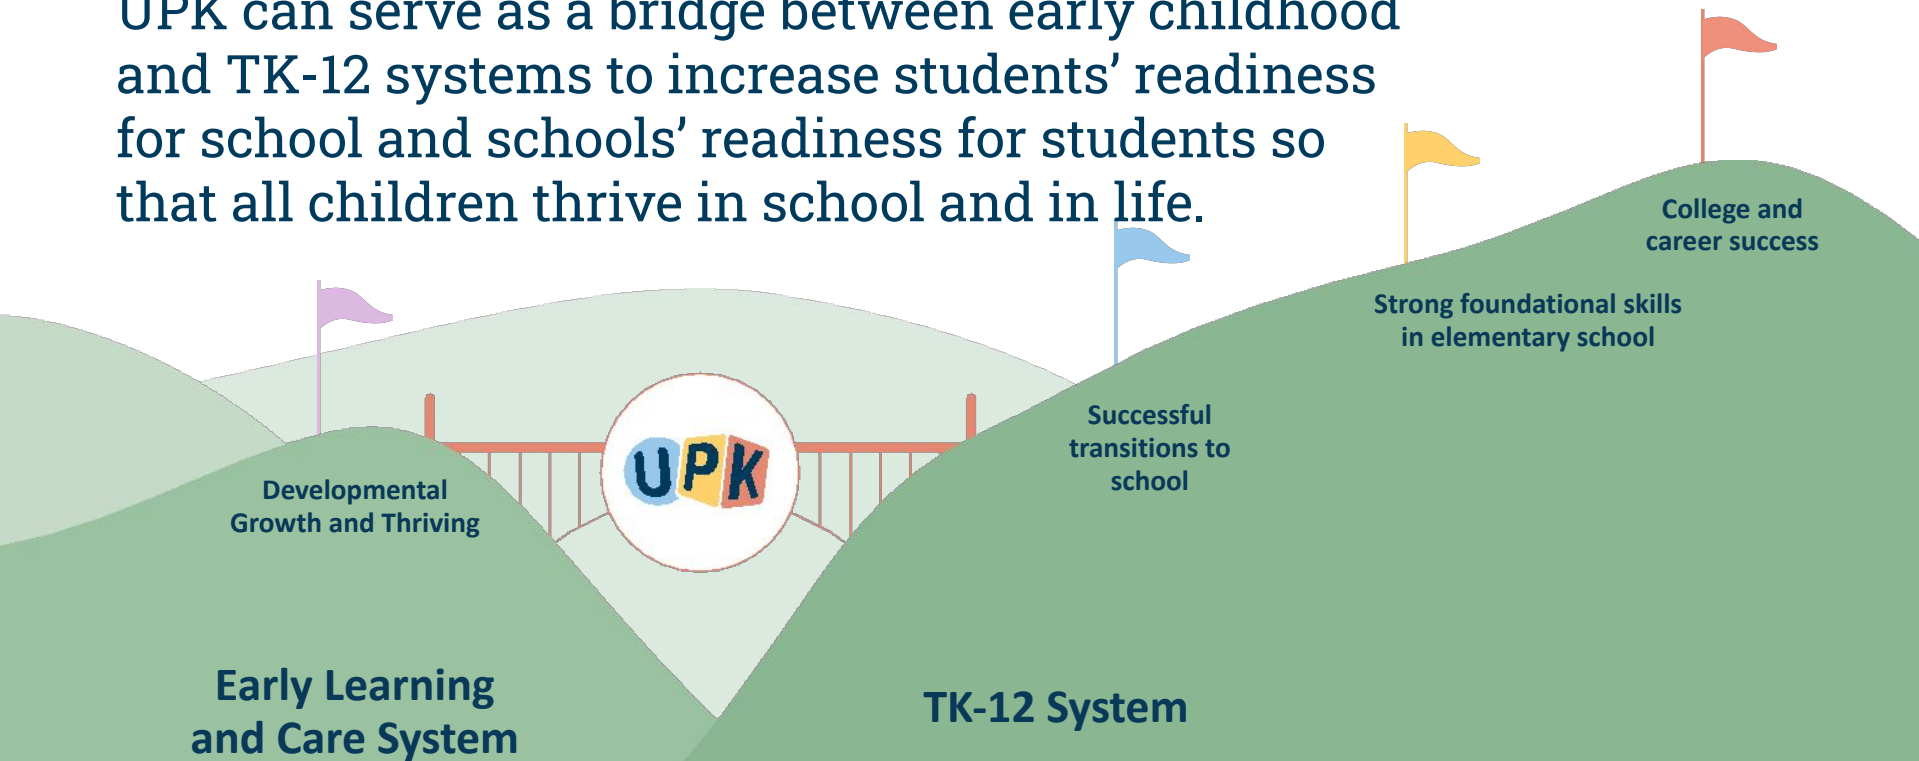 UPK can serve as a bridge between early childhood
and TK-12 systems to increase students’ readiness
for school and schools’ readiness for students so
that all children thrive in school and in life.
College and
career success
Strong foundational skills
in elementary school
Successful
transitions to
school
UPK
Developmental
Growth and Thriving
Early Learning
and Care System
TK-12 System